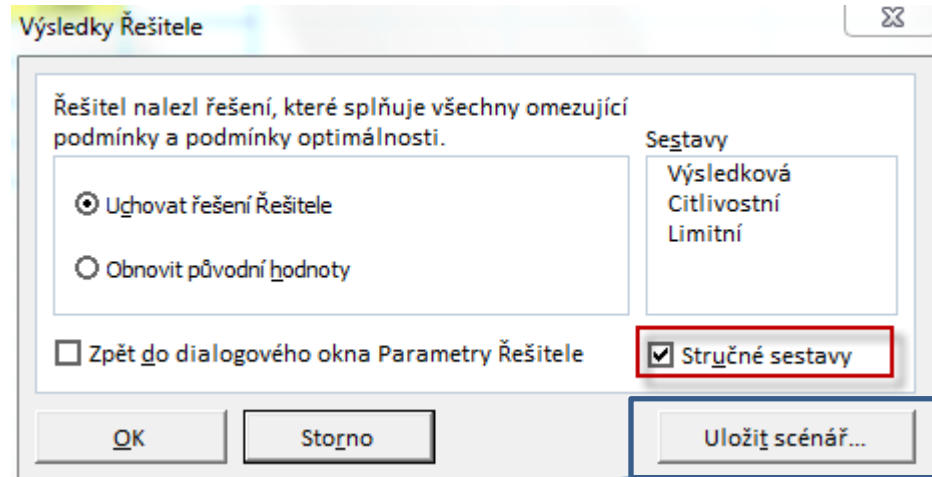 Výsledky Řešitele
Řešitel nalezl řešení, které splňuje všechny omezující
podmínky a podmínky optimálnosti.
Sestavy
Výsledková
Citlivostní
Limitní
Uchovat řešení Řešitele
Obnovit původní hodnoty
Zpět do dialogového okna Parametry Řešitele
Stručné sestavy
OK
Storno
Uložit scénář...